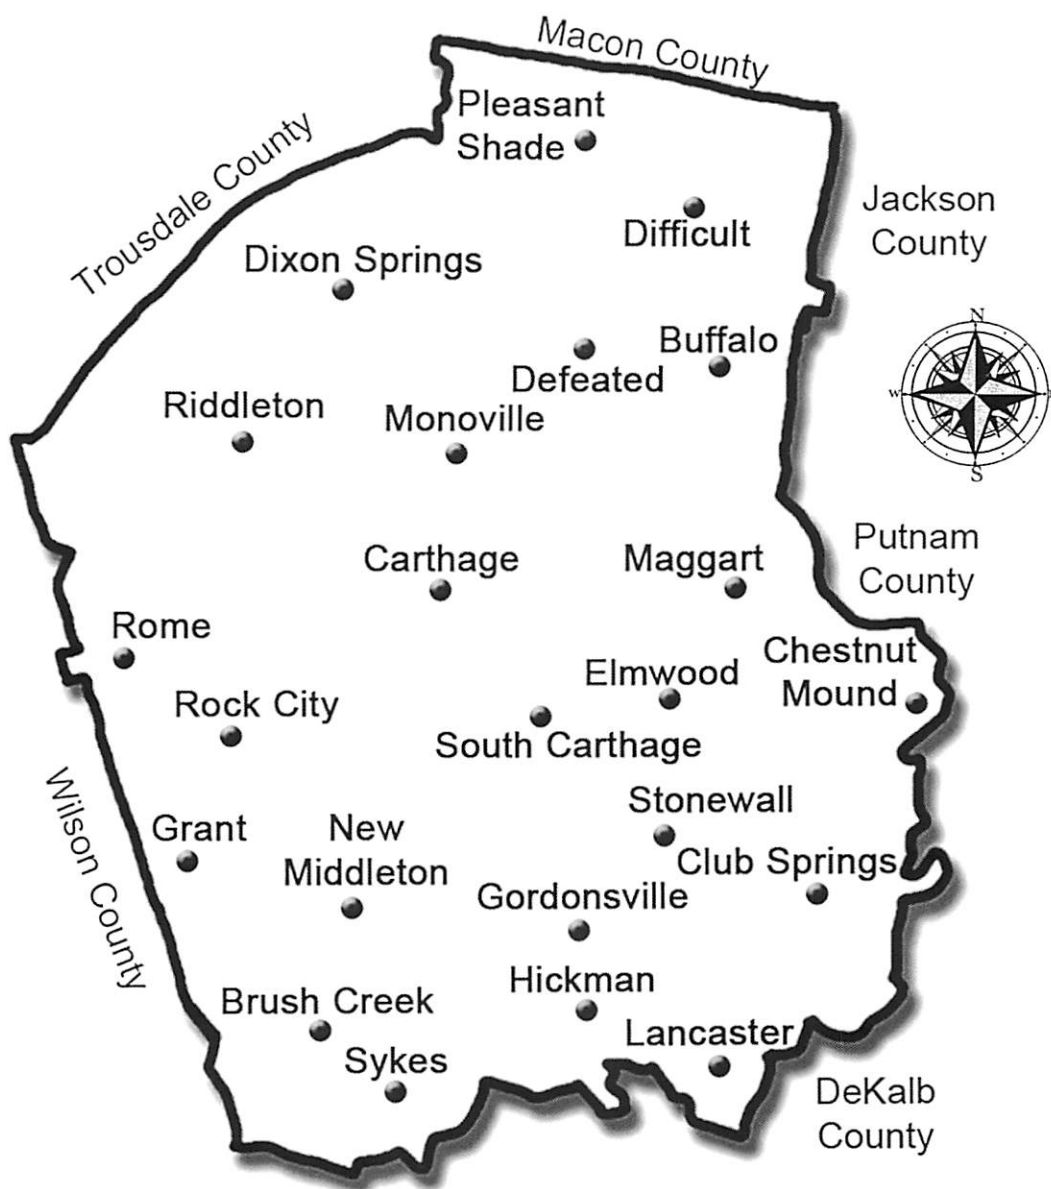 Macon County
Pleasant
Shade
Trousdale County
Jackson
County
Difficult
Dixon Springs
N
Buffalo
Defeated
W
Riddleton
Monoville
S
Putnam
County
Carthage
Maggart
Rome
Chestnut
Mound
Elmwood
Rock City
South Carthage
Wilson County
Stonewall
Grant
New
Middleton
Club Springs
Gordonsville
Hickman
Brush Creek
Lancaster
Sykes
DeKalb
County